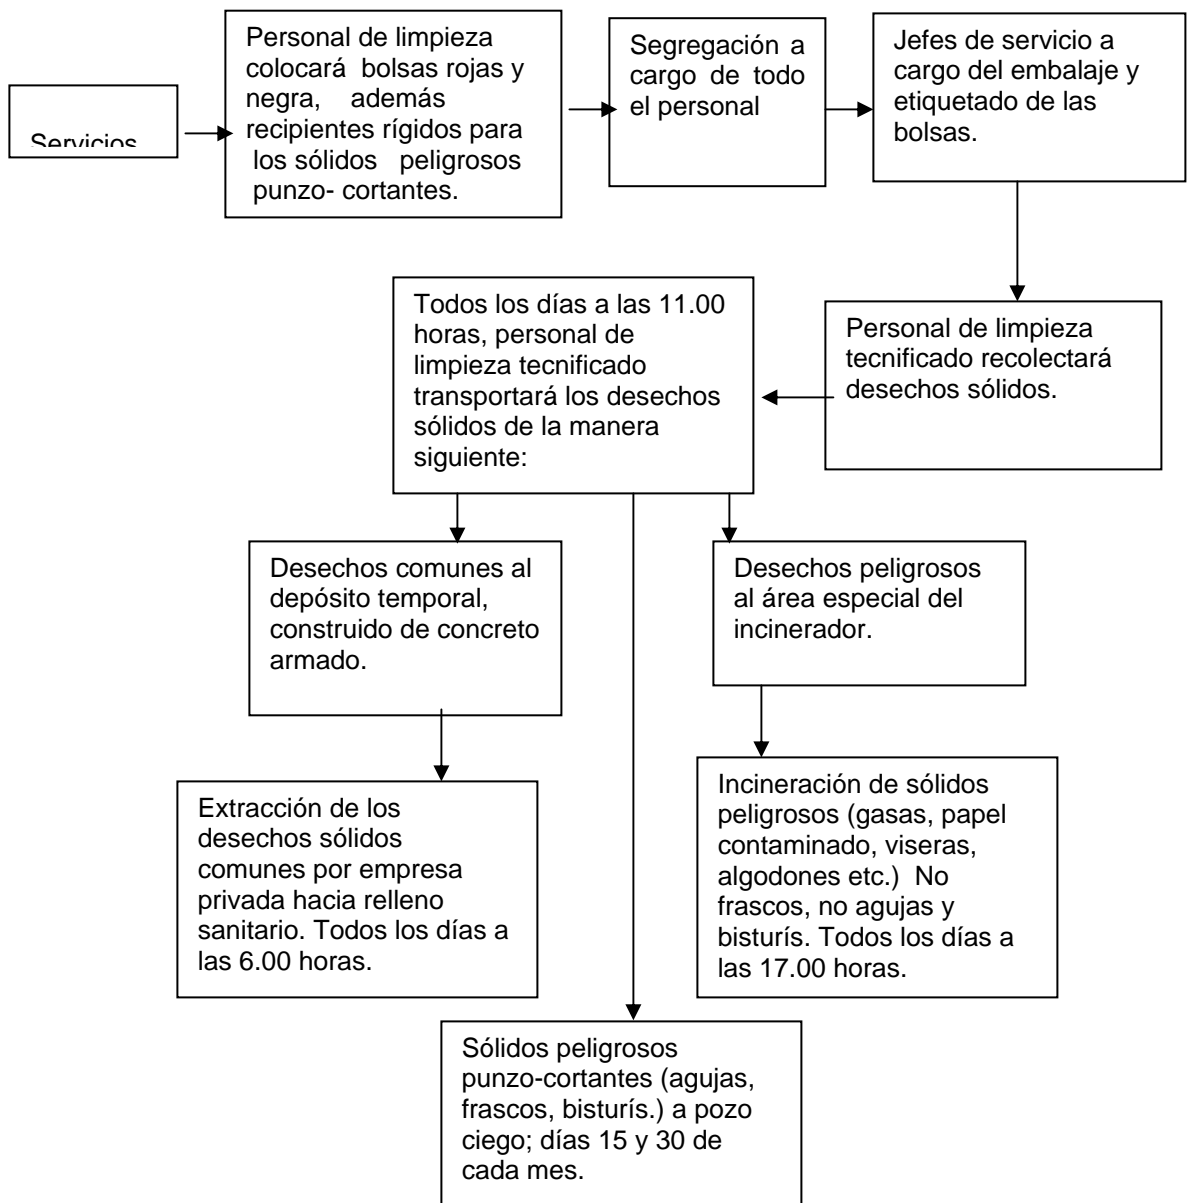 Servicios
Personal de limpieza
colocará bolsas rojas y
negra, además
recipientes rígidos para
los sólidos peligrosos
punzo- cortantes.
Segregación a
cargo de todo
el personal
Jefes de servicio a
cargo del embalaje y
etiquetado de las
bolsas.
Personal de limpieza
tecnificado recolectará
desechos sólidos.
Todos los días a las 11.00
horas, personal de
limpieza tecnificado
transportará los desechos
sólidos de la manera
siguiente:
Desechos comunes al
depósito temporal,
construido de concreto
armado.
Desechos peligrosos
al área especial del
incinerador.
Extracción de los
desechos sólidos
comunes por empresa
privada hacia relleno
sanitario. Todos los días a
las 6.00 horas.
Incineración de sólidos
peligrosos (gasas, papel
contaminado, viseras,
algodones etc.) No
frascos, no agujas y
bisturís. Todos los días a
las 17.00 horas.
Sólidos peligrosos
punzo-cortantes (agujas,
frascos, bisturís.) a pozo
ciego; días 15 y 30 de
cada mes.